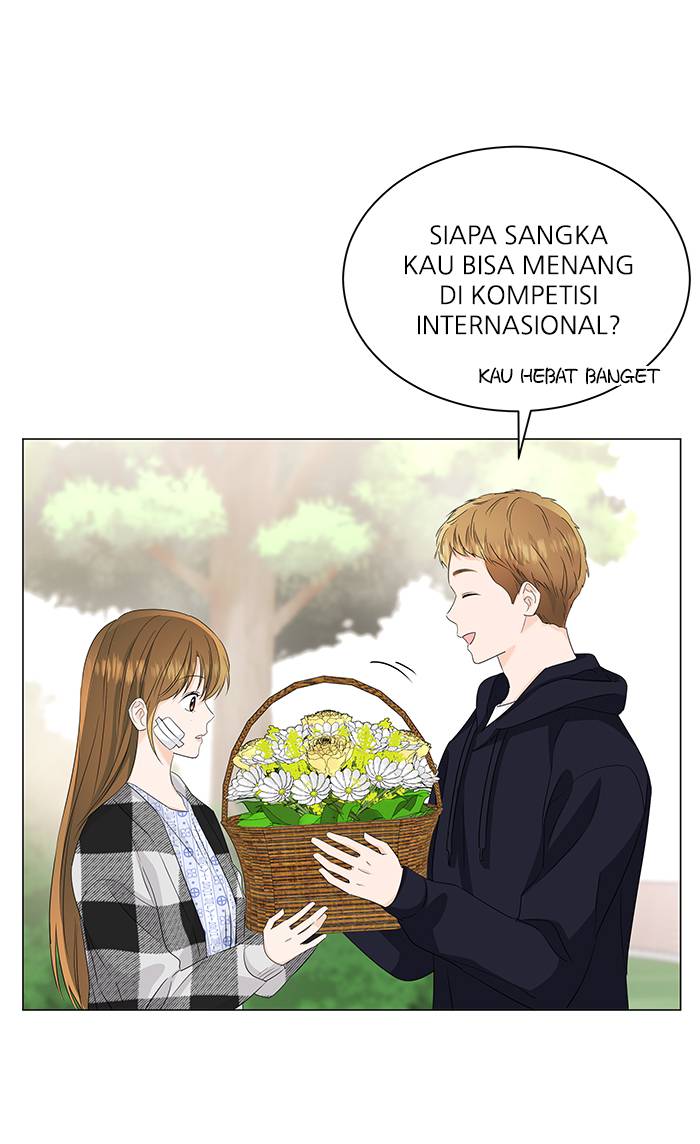 SIAPA SANGKA
KAU BISA MENANG
DI KOMPETISI
INTERNASIONAL?
KAU HEBAT BANGET